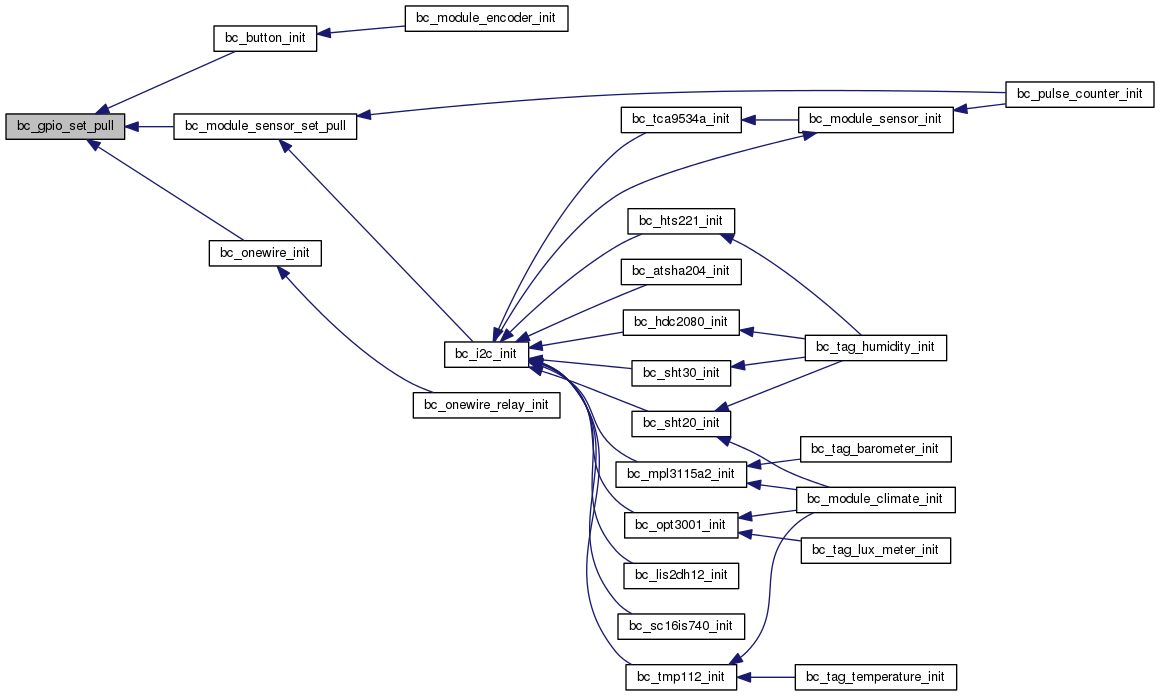 bc_module_encoder_init
bc_button_init
bc_pulse_counter_init
bc_gpio_set_pull
bc_module_sensor_set_pull
bc_tca9534a_init
bc_module_sensor_init
bc_hts221_init
bc_onewire_init
bc_atsha204_init
bc_hdc2080_init
bc_i2c_init
bc_tag_humidity_init
bc_sht30_init
bc_onewire_relay_init
bc_sht20_init
bc_tag_barometer_init
bc_mpl3115a2_init
bc_module_climate_init
bc_opt3001_init
bc_tag_lux_meter_init
bc_lis2dh12_init
bc_sc16is740_init
bc_tmp112_init
bc_tag_temperature_init